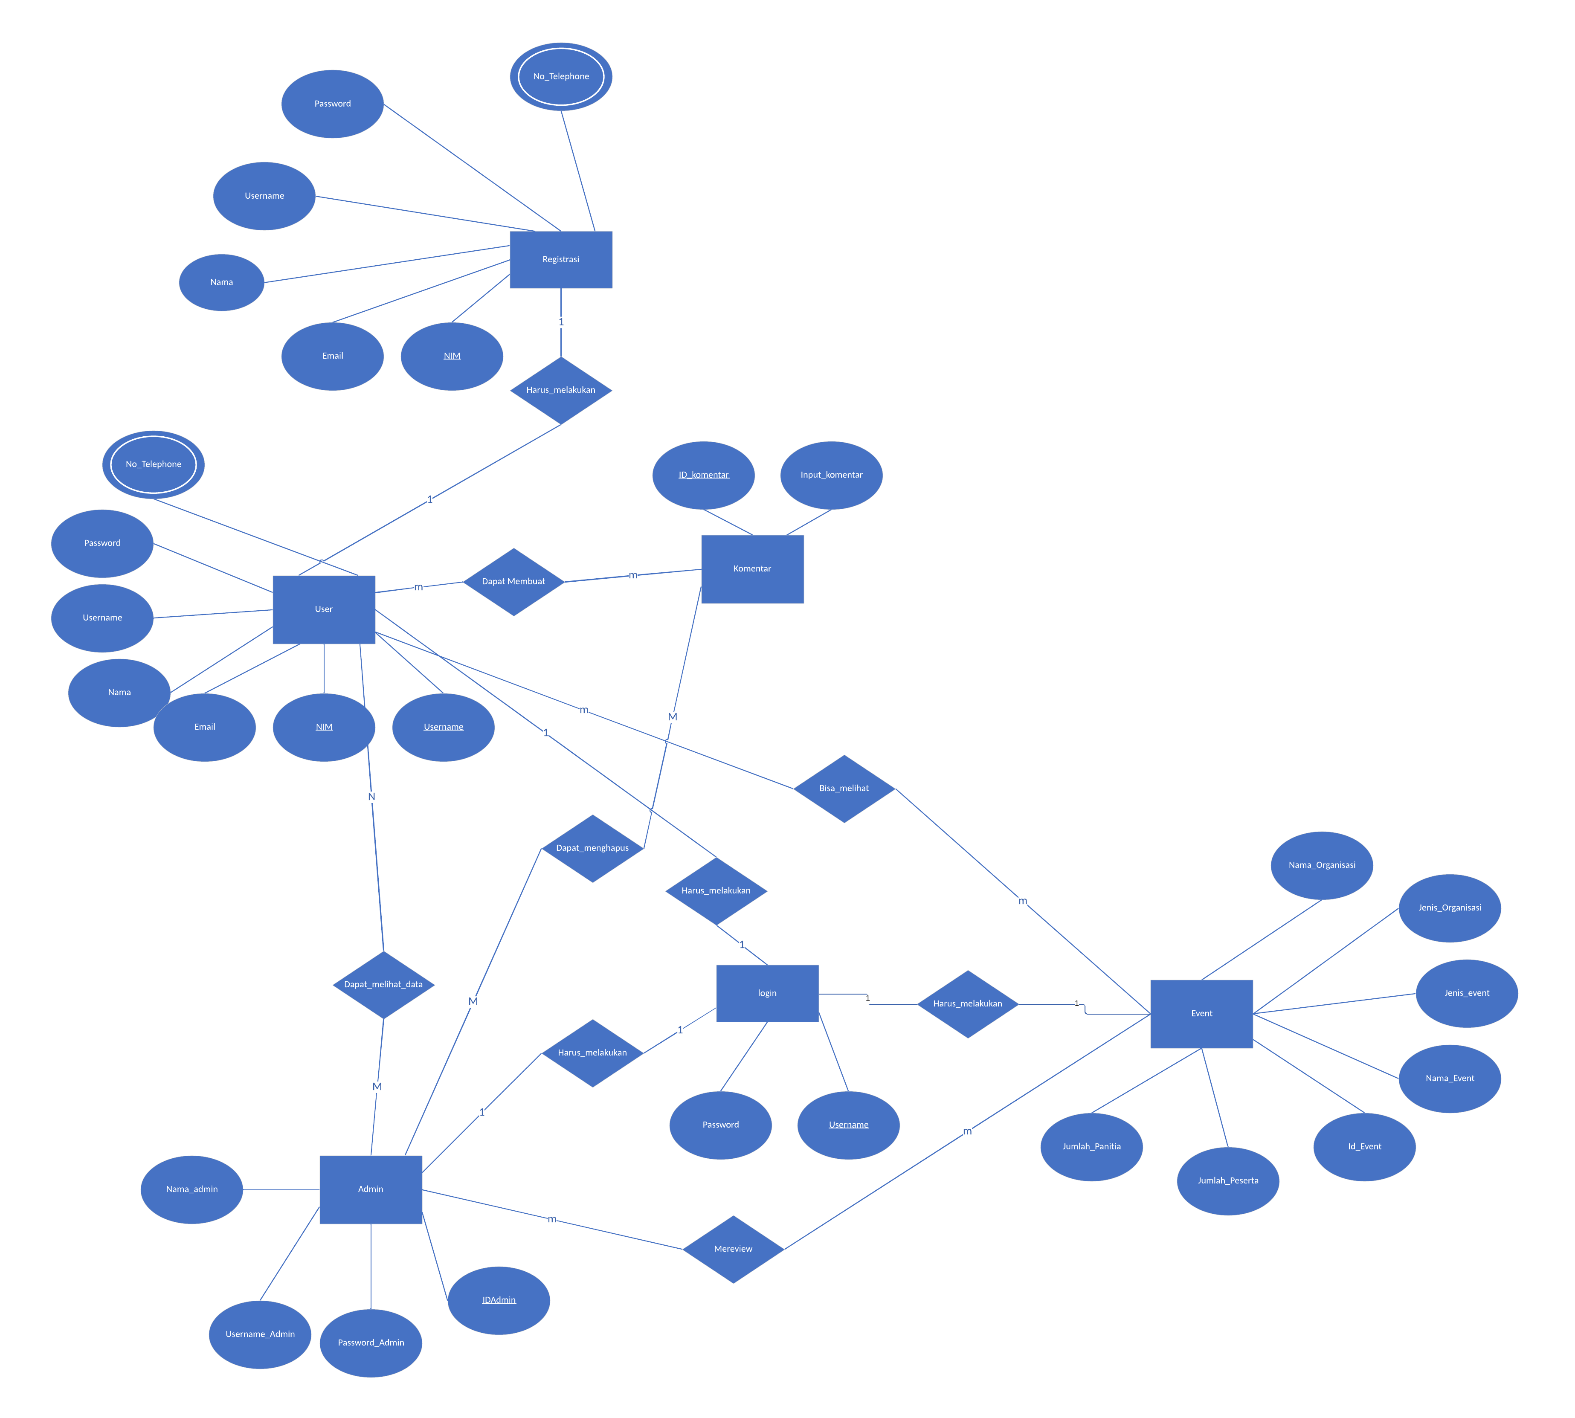 No_Telephone
Password
Username
Registrasi
Nama
1
Email
NIM
Harus_melakukan
No_Telephone
ID_komentar
Input_komentar
1
Password
Komentar
Dapat Membuat
m
m
User
Username
Nama
m
M
Email
NIM
Username
1
Bisa_melihat
N
Dapat_menghapus
Nama_Organisasi
Harus_melakukan
m
Jenis_Organisasi
1
Dapat_melihat_data
login
Jenis_event
1
M
Harus_melakukan
1
Event
1
Harus_melakukan
Nama_Event
M
1
Password
Username
m
Jumlah_Panitia
Id_Event
Jumlah_Peserta
Nama_admin
Admin
m
Mereview
IDAdmin
Username_Admin
Password_Admin